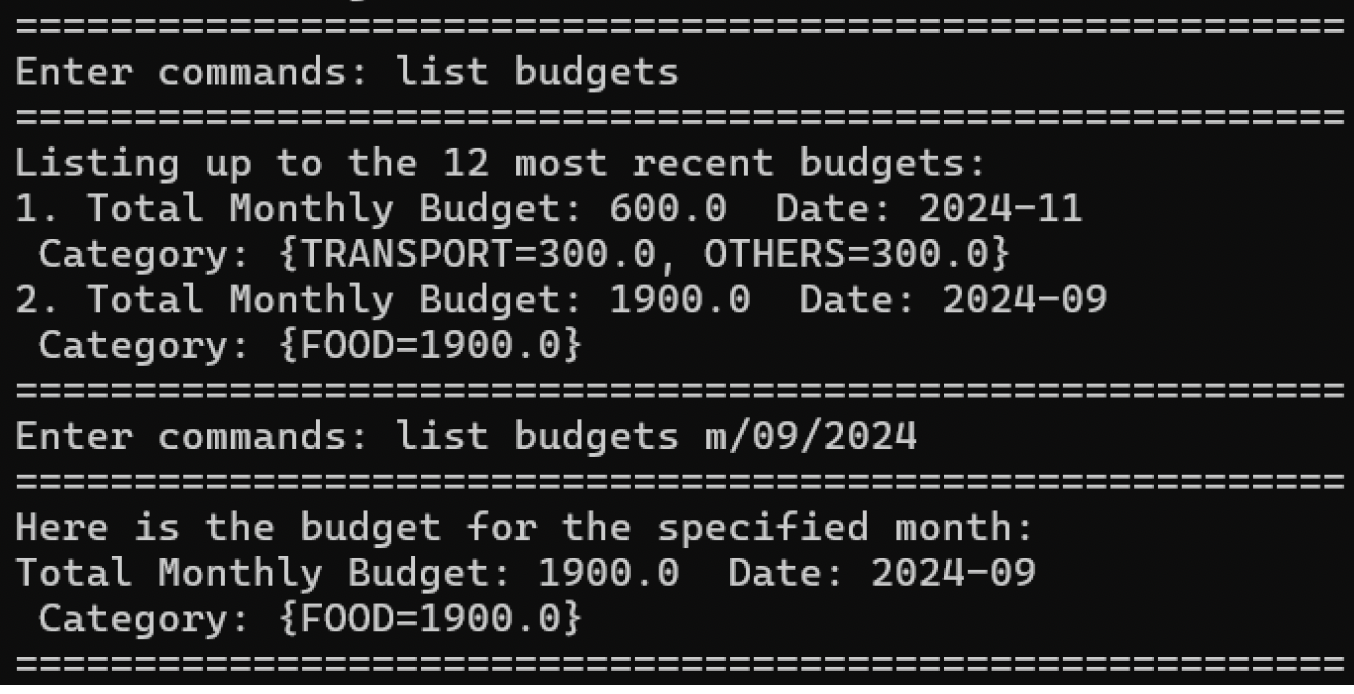 ========================================================
Enter commands: list budgets
========================================================
Listing up to the 12 most recent budgets:
1. Total Monthly Budget: 600.0  Date: 2024-11
 Category: {TRANSPORT=300.0, OTHERS=300.0}
2. Total Monthly Budget: 1900.0  Date: 2024-09
 Category: {FOOD=1900.0}
========================================================
Enter commands: list budgets m/09/2024
========================================================
Here is the budget for the specified month:
Total Monthly Budget: 1900.0  Date: 2024-09
 Category: {FOOD=1900.0}
========================================================